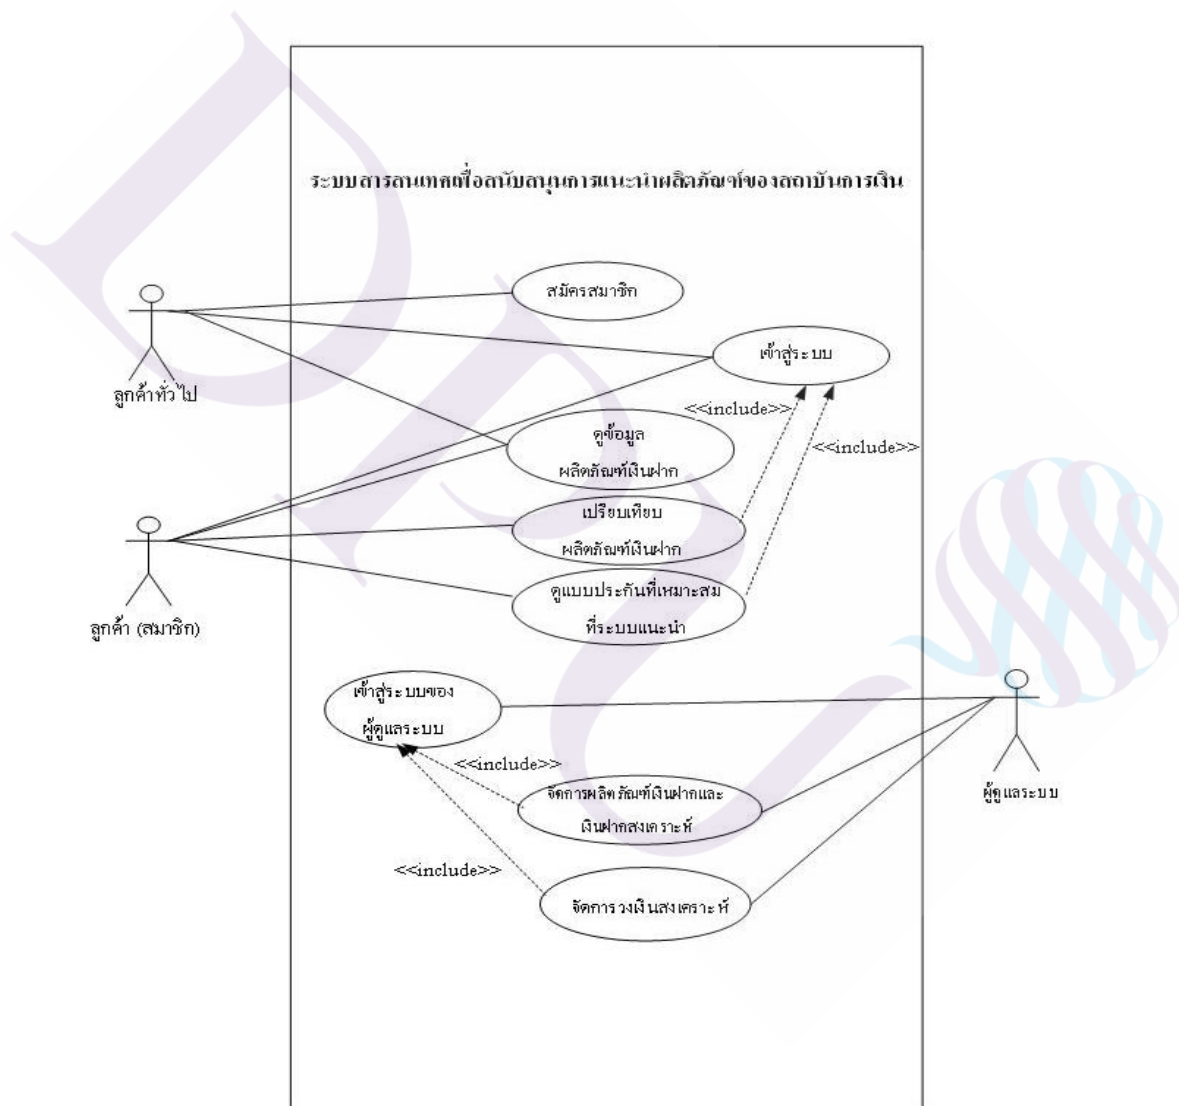 ระบบสารสนเทศเพื่อสนับสนุนการแนะนำผลิตภัณฑ์ของสถาบันการเงิน
สมัครสมาชิก
ลูกค้าทั่วไป
เข้าสู่ระบบ
<<include>>
ดูข้อมูล
ผลิตภัณฑ์เงินฝาก
<<include>>
เปรียบเทียบ
ผลิตภัณฑ์เงินฝาก
ดูแบบประกันที่เหมาะสม
ที่ระบบแนะนำ
ลูกค้า (สมาชิก)
เข้าสู่ระบบของ
ผู้ดูแลระบบ
<<include>>
จัดการผลิตภัณฑ์เงินฝากและ
เงินฝากสงเคราะห์
ผู้ดูแลระบบ
<<include>>
จัดการวงเงินสงเคราะห์
DPU